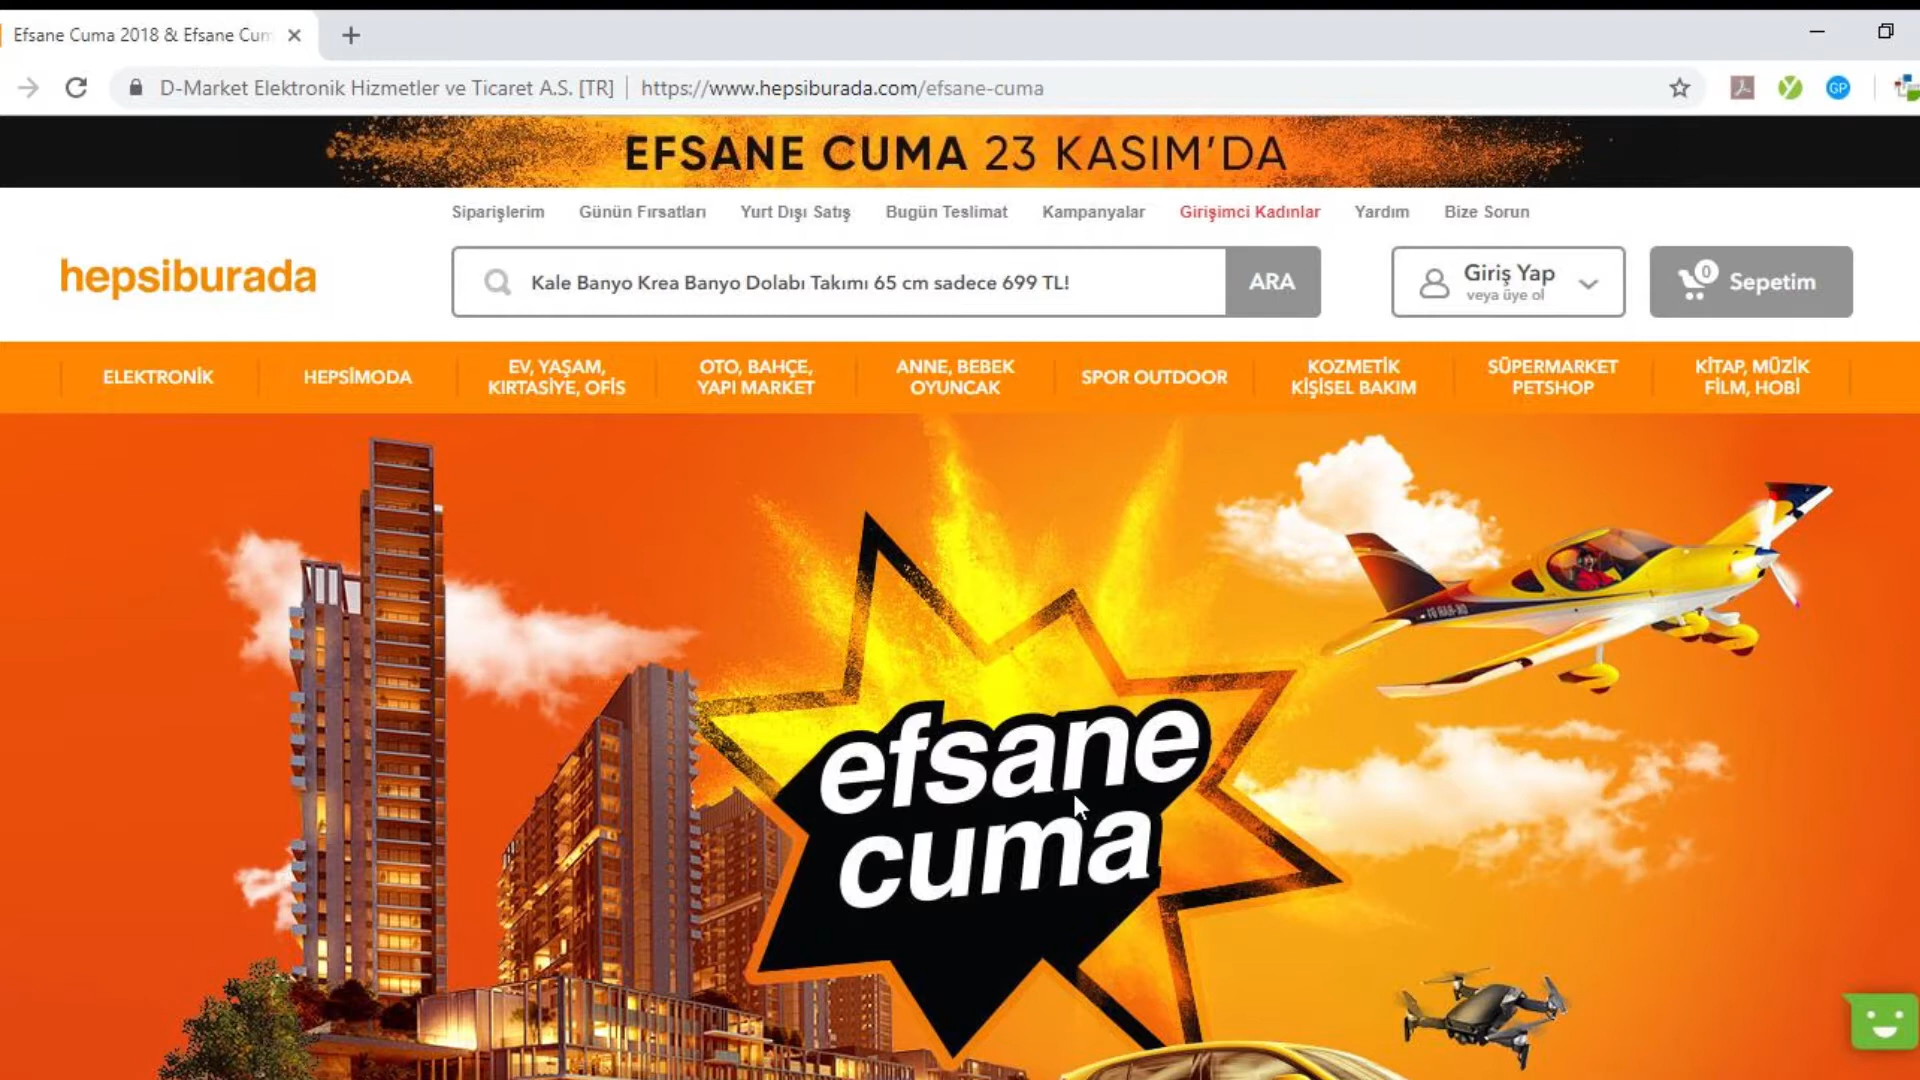 Efsane Cuma 2018 & Efsane Cum
D-Market Elektronik Hizmetler ve Ticaret A.S. [TR] | https://www.hepsiburada.com/efsane-cuma
GP
EFSANE CUMA 23 KASIM'DA
Siparişlerim Günün Fırsatları Yurt Dışı Satış Bugün Teslimat Kampanyalar Girişimci Kadınlar Yardım Bize Sorun
hepsiburada
Kale Banyo Krea Banyo Dolabı Takımı 65 cm sadece 699 TL!
ARA
Giriş Yap
veya üye ol
0
Sepetim
ELEKTRONİK
HEPSİMODA
EV, YAŞAM,
KIRTASİYE, OFİS
OTO, BAHÇE,
YAPI MARKET
ANNE, BEBEK
OYUNCAK
SPOR OUTDOOR
KOZMETİK
KİŞİSEL BAKIM
SÜPERMARKET
PETSHOP
KİTAP, MÜZİK
FİLM, HOBİ
efsane
cuma